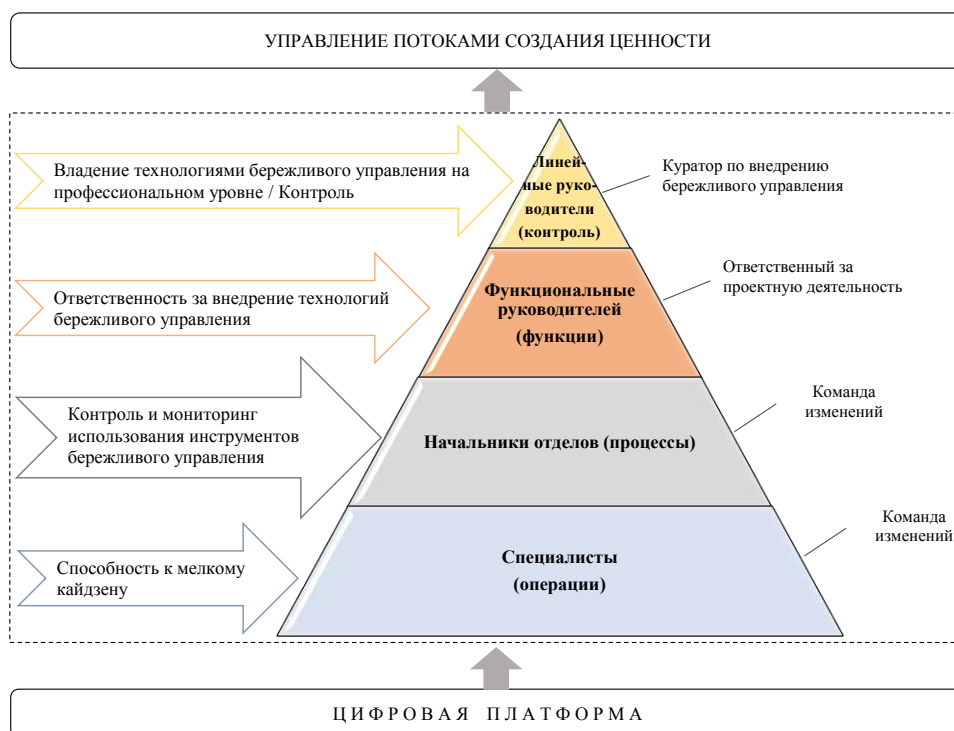 УПРАВЛЕНИЕ ПОТОКАМИ СОЗДАНИЯ ЦЕННОСТИ
Владение технологиями бережливого управления на
профессиональном уровне / Контроль
Линей-
ные руко-
водители
(контроль)
Куратор по внедрению
бережливого управления
Ответственность за внедрение технологий
бережливого управления
Функциональные
руководителей
(функции)
Ответственный за
проектную деятельность
Контроль и мониторинг
использования инструментов
бережливого управления
Начальники отделов (процессы)
Команда
изменений
Способность к мелкому
кайдзену
Специалисты
(операции)
Команда
изменений
ЦИФРОВАЯ ПЛАТФОРМА